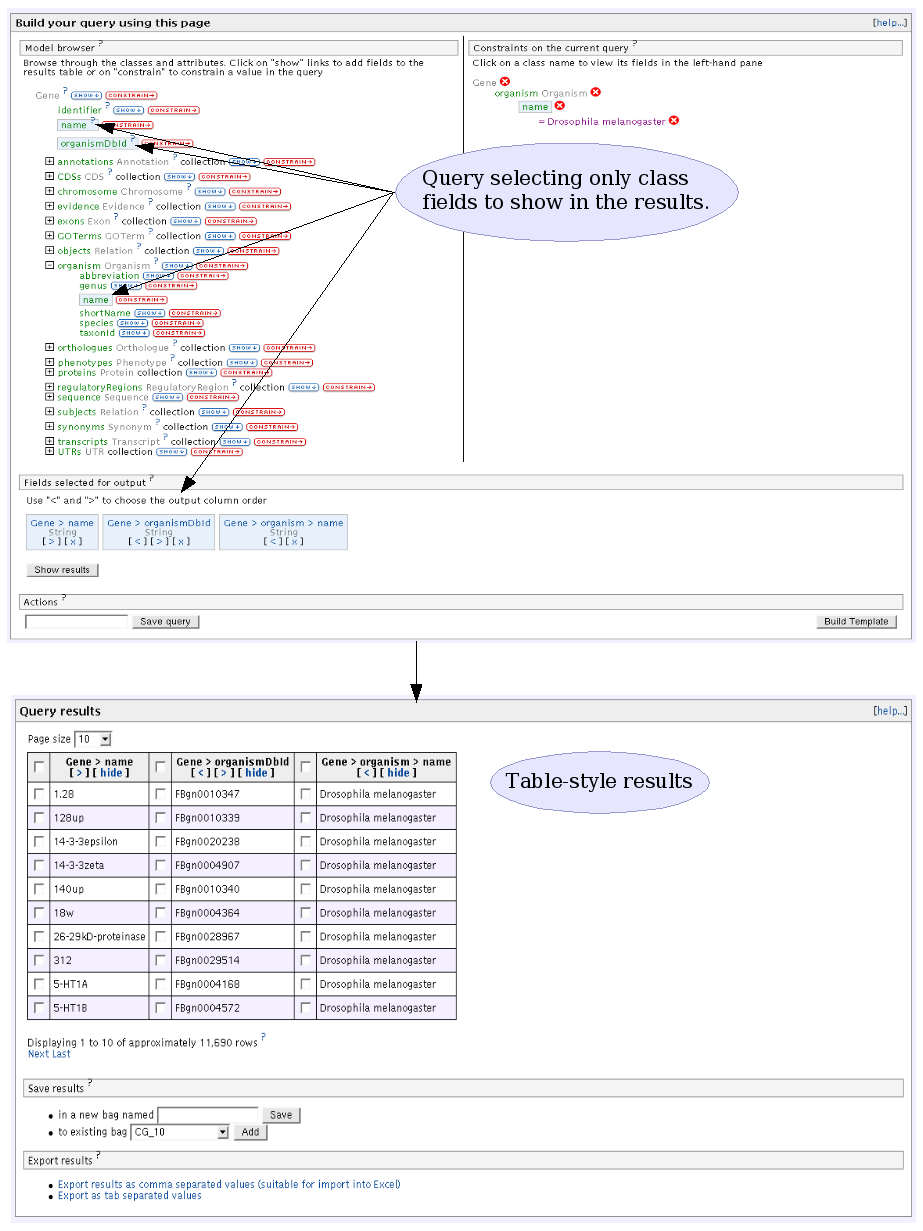 Build your query using this page [help...]
Model browser ?
Browse through the classes and attributes. Click on "show" links to add fields to the
results table or on "constrain" to constrain a value in the query
Gene ? SHOW↓ CONSTRAIN→
identifier ? SHOW↓ CONSTRAIN→
name ? CONSTRAIN→
organismDbId ? CONSTRAIN→
annotations Annotation ? collection SHOW↓ CONSTRAIN→
CDSs CDS ? collection SHOW↓ CONSTRAIN→
chromosome Chromosome ? SHOW↓ CONSTRAIN→
evidence Evidence ? collection SHOW↓ CONSTRAIN→
exons Exon ? collection SHOW↓ CONSTRAIN→
GOTerms GOTerm ? collection SHOW↓ CONSTRAIN→
objects Relation ? collection SHOW↓ CONSTRAIN→
organism Organism ? SHOW↓ CONSTRAIN→
abbreviation SHOW↓ CONSTRAIN→
genus SHOW↓ CONSTRAIN→
name CONSTRAIN→
shortName SHOW↓ CONSTRAIN→
species SHOW↓ CONSTRAIN→
taxonId SHOW↓ CONSTRAIN→
orthologues Orthologue ? collection SHOW↓ CONSTRAIN→
phenotypes Phenotype ? collection SHOW↓ CONSTRAIN→
proteins Protein collection SHOW↓ CONSTRAIN→
regulatoryRegions RegulatoryRegion ? collection SHOW↓ CONSTRAIN→
sequence Sequence SHOW↓ CONSTRAIN→
subjects Relation ? collection SHOW↓ CONSTRAIN→
synonyms Synonym ? collection SHOW↓ CONSTRAIN→
transcripts Transcript ? collection SHOW↓ CONSTRAIN→
UTRs UTR collection SHOW↓ CONSTRAIN→
Constraints on the current query ?
Click on a class name to view its fields in the left-hand pane
Gene
organism Organism
name
= Drosophila melanogaster
Query selecting only class
fields to show in the results.
Fields selected for output ?
Use "<" and ">" to choose the output column order
Gene > name Gene > organismDbId Gene > organism > name
String String String
[ > ] [ x ] [ < ] [ > ] [ x ] [ < ] [ x ]
Show results
Actions ?
Save query Build Template
Query results [help...]
Page size 10
Gene > name Gene > organismDbId Gene > organism > name
[ > ] [ hide ] [ < ] [ > ] [ hide ] [ < ] [ hide ]
1.28 FBgn0010347 Drosophila melanogaster
128up FBgn0010339 Drosophila melanogaster
14-3-3epsilon FBgn0020238 Drosophila melanogaster
14-3-3zeta FBgn0004907 Drosophila melanogaster
140up FBgn0010340 Drosophila melanogaster
18w FBgn0004364 Drosophila melanogaster
26-29kD-proteinase FBgn0028967 Drosophila melanogaster
312 FBgn0029514 Drosophila melanogaster
5-HT1A FBgn0004168 Drosophila melanogaster
5-HT1B FBgn0004572 Drosophila melanogaster
Table-style results
Displaying 1 to 10 of approximately 11,690 rows ?
Next Last
Save results ?
• in a new bag named Save
• to existing bag CG_10 Add
Export results ?
• Export results as comma separated values (suitable for import into Excel)
• Export as tab separated values